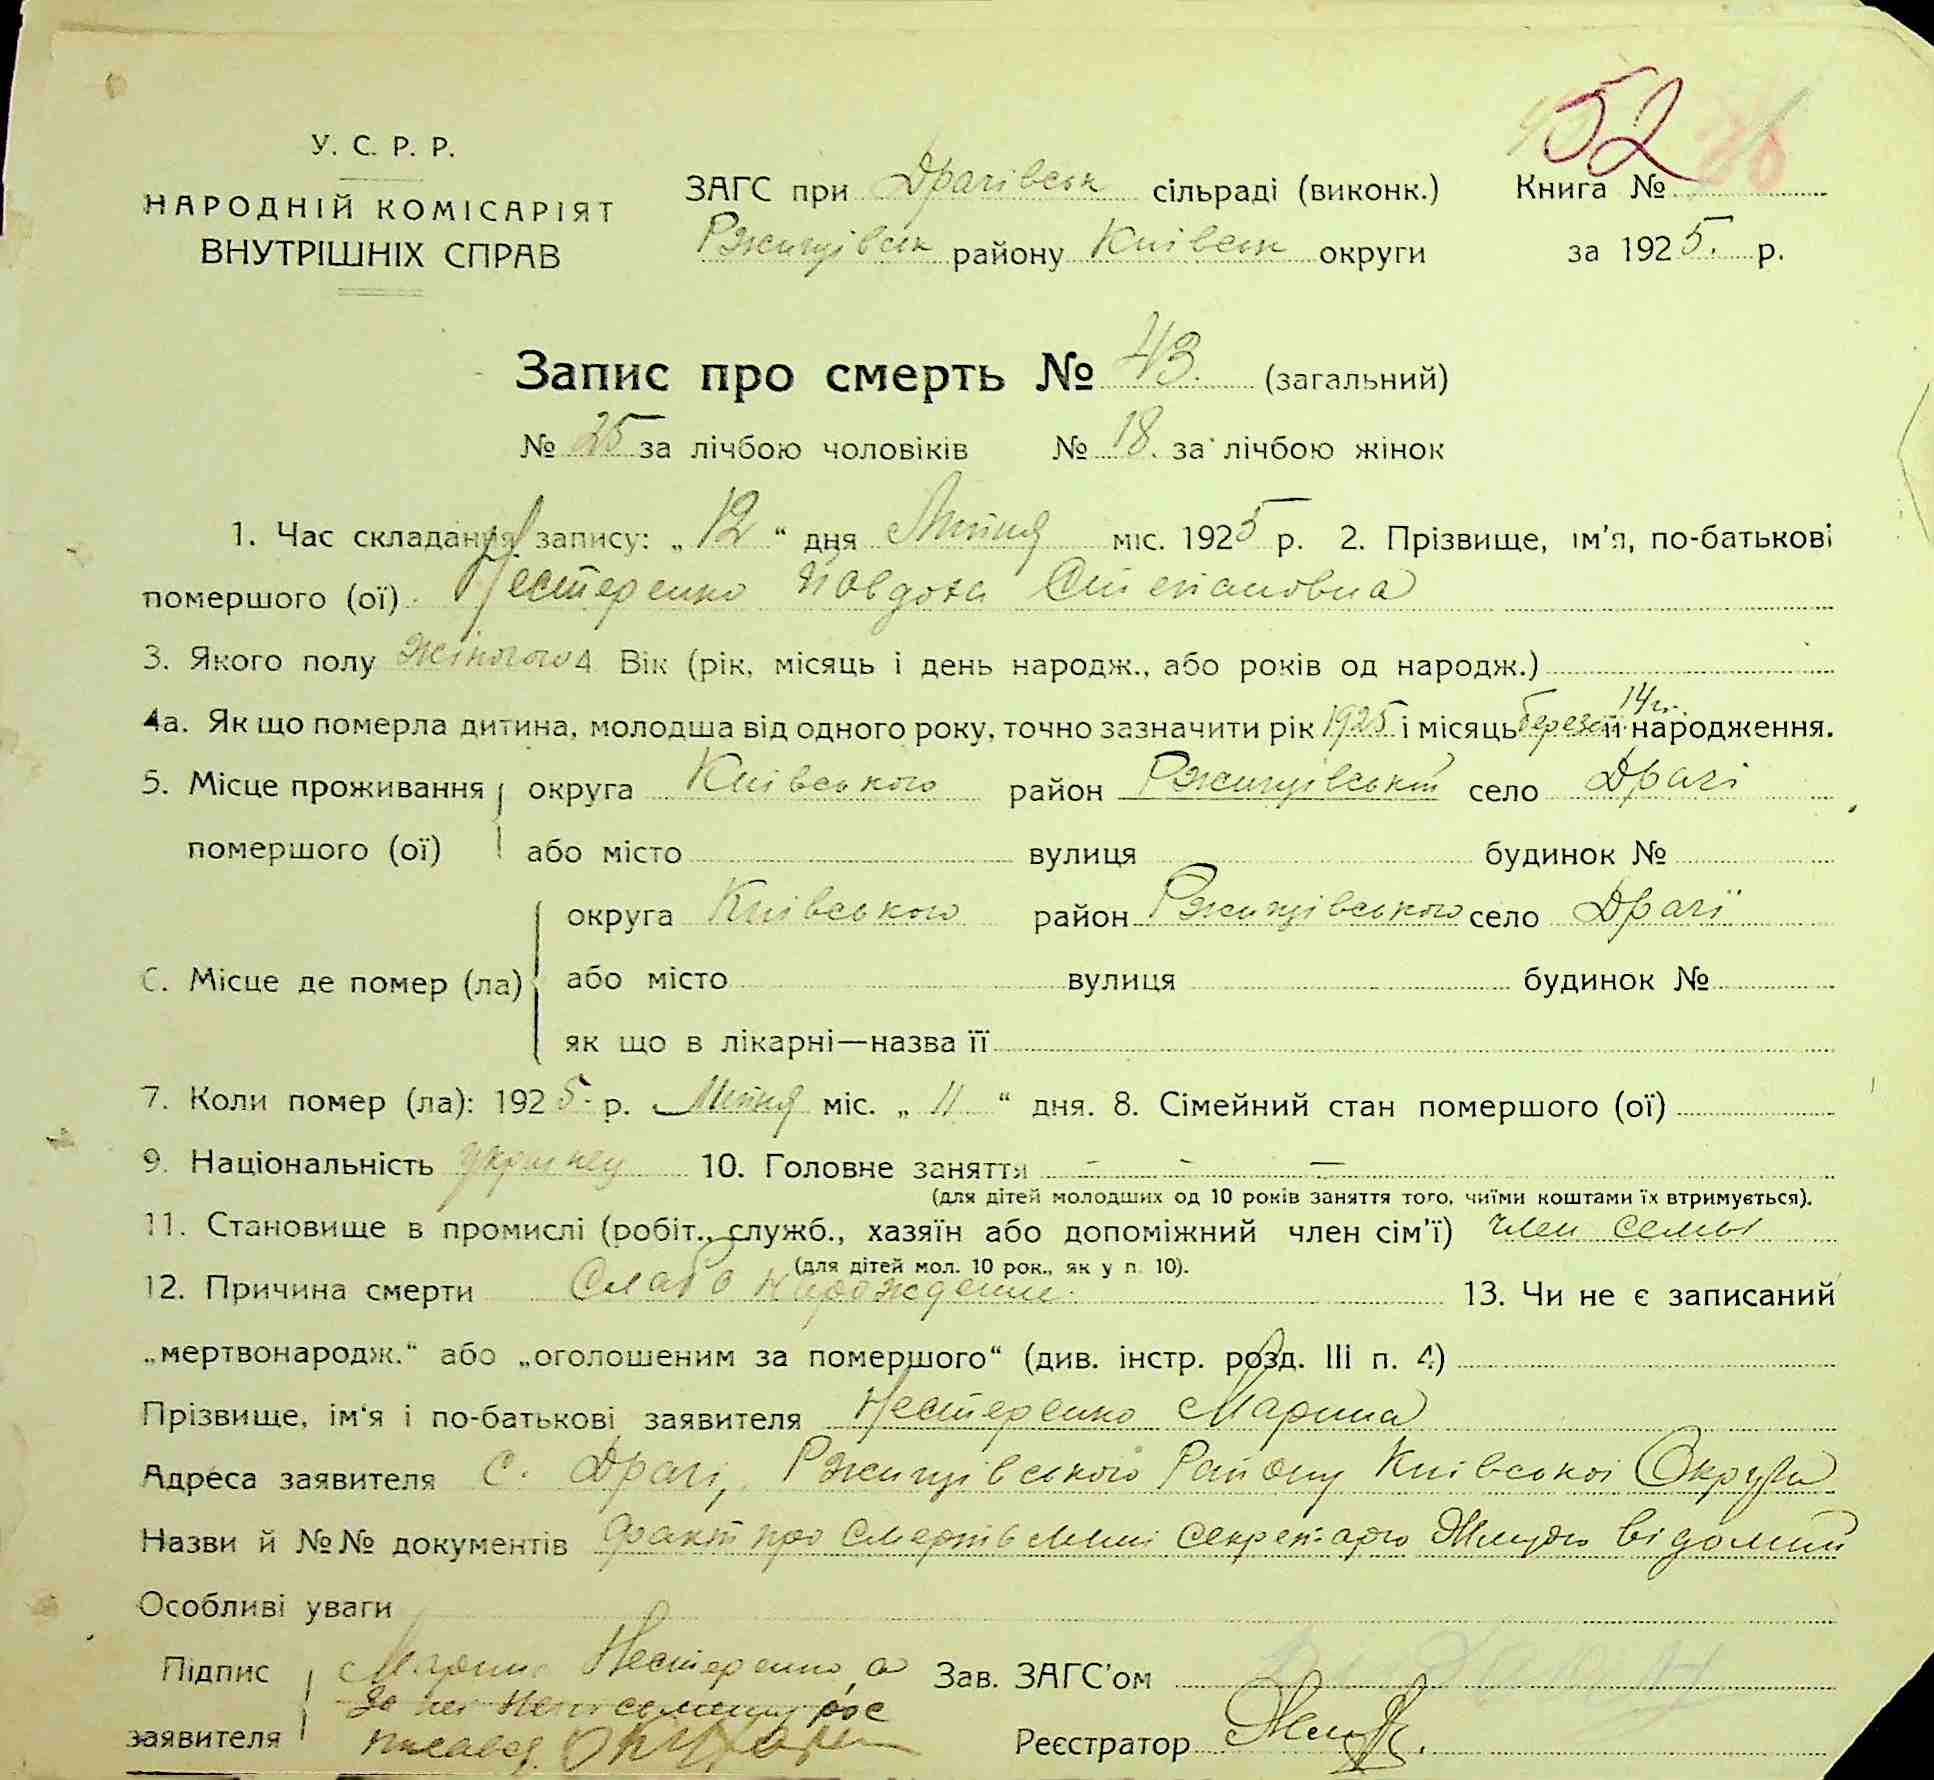 52
У. С. Р. Р.
НАРОДНІЙ КОМІСАРІЯТ
ВНУТРІШНІХ СПРАВ
ЗАГС при Драчівськ сільраді (виконк.) Книга №
Ржищівськ району Київськ округи за 1925. р.
Запис про смерть № 43. (загальний)
№ 25 за лічбою чоловіків № 18. за лічбою жінок
1. Час складання запису: „ 12 “ дня Липня міс. 1925 р. 2. Прізвище, ім'я, по-батькові
помершого (ої) Нестеренко Явдоха Степановна
3. Якого полу жіночого 4 Вік (рік, місяць і день народж., або років од народж.)
14
4а. Як що померла дитина, молодша від одного року, точно зазначити рік 1925 і місяць березня народження.
5. Місце проживання округа Київського район Ржищівський село Драчі
помершого (ої) або місто вулиця будинок №
округа Київського район Ржищівського село Драчі
6. Місце де помер (ла) або місто вулиця будинок №
як що в лікарні—назва її
7. Коли помер (ла): 1925. р. Липня міс. „ 11 “ дня. 8. Сімейний стан помершого (ої)
9. Національність 10. Головне заняття - - —
(для дітей молодших од 10 років заняття того, чиїми коштами їх втримується).
11. Становище в промислі (робіт., служб., хазяїн або допоміжний член сім'ї) член семьі
(для дітей мол. 10 рок., як у п. 10).
12. Причина смерти Слабо 13. Чи не є записаний
„мертвонародж.“ або „оголошеним за помершого“ (див. інстр. розд. III п. 4)
Прізвище, ім'я і по-батькові заявителя Нестеренко Марина
Адреса заявителя С. Драчі, Ржищівського Району Київської Округи
Назви й №№ документів факт про смерть мині секретарю відомий
Особливі уваги
Підпис Марина Нестеренко, а Зав. ЗАГС'ом
за неі
заявителя Реєстратор